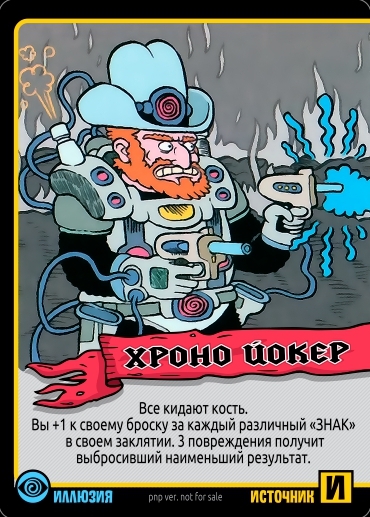 ХРОНО ЙОКЕР
Все кидают кость.
Вы +1 к своему броску за каждый различный «ЗНАК»
в своем заклятии. 3 повреждения получит
выбросивший наименьший результат.
ИЛЛЮЗИЯ pnp ver. not for sale ИСТОЧНИК И